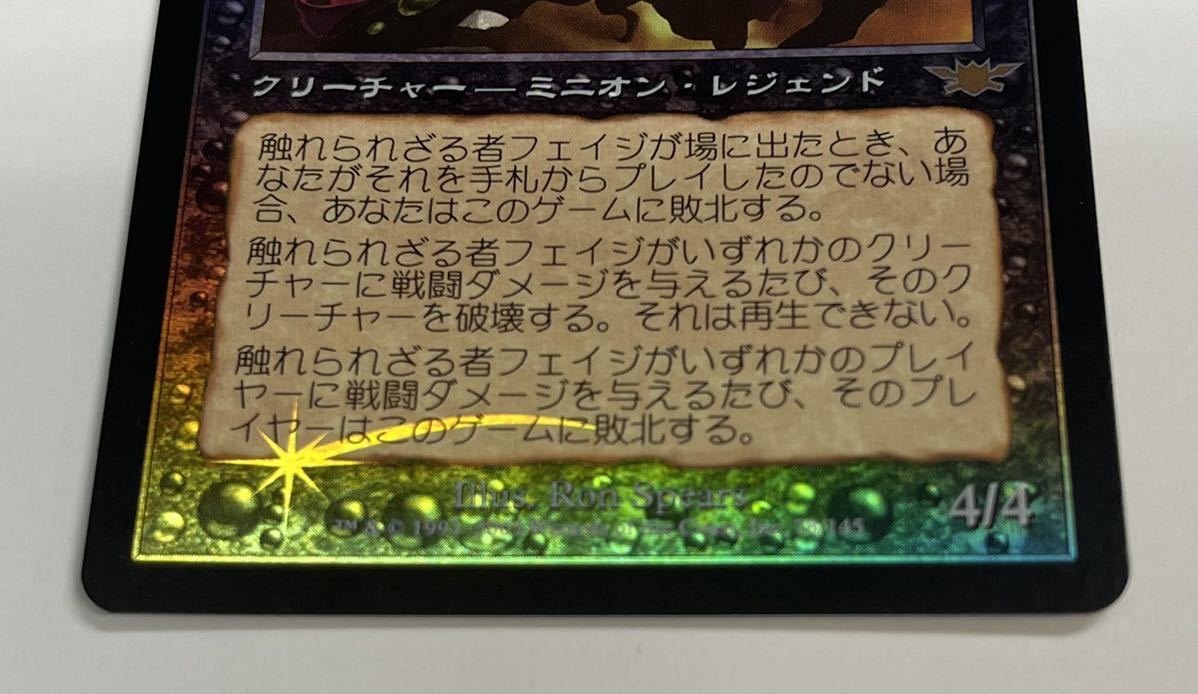 クリーチャー — ミニオン・レジェンド
触れられざる者フェイジが場に出たとき、あ
なたがそれを手札からプレイしたのでない場
合、あなたはこのゲームに敗北する。
触れられざる者フェイジがいずれかのクリー
チャーに戦闘ダメージを与えるたび、そのク
リーチャーを破壊する。それは再生できない。
触れられざる者フェイジがいずれかのプレイ
ヤーに戦闘ダメージを与えるたび、そのプレ
イヤーはこのゲームに敗北する。
Illus. Ron Spears
4/4
™ & © Inc. /145